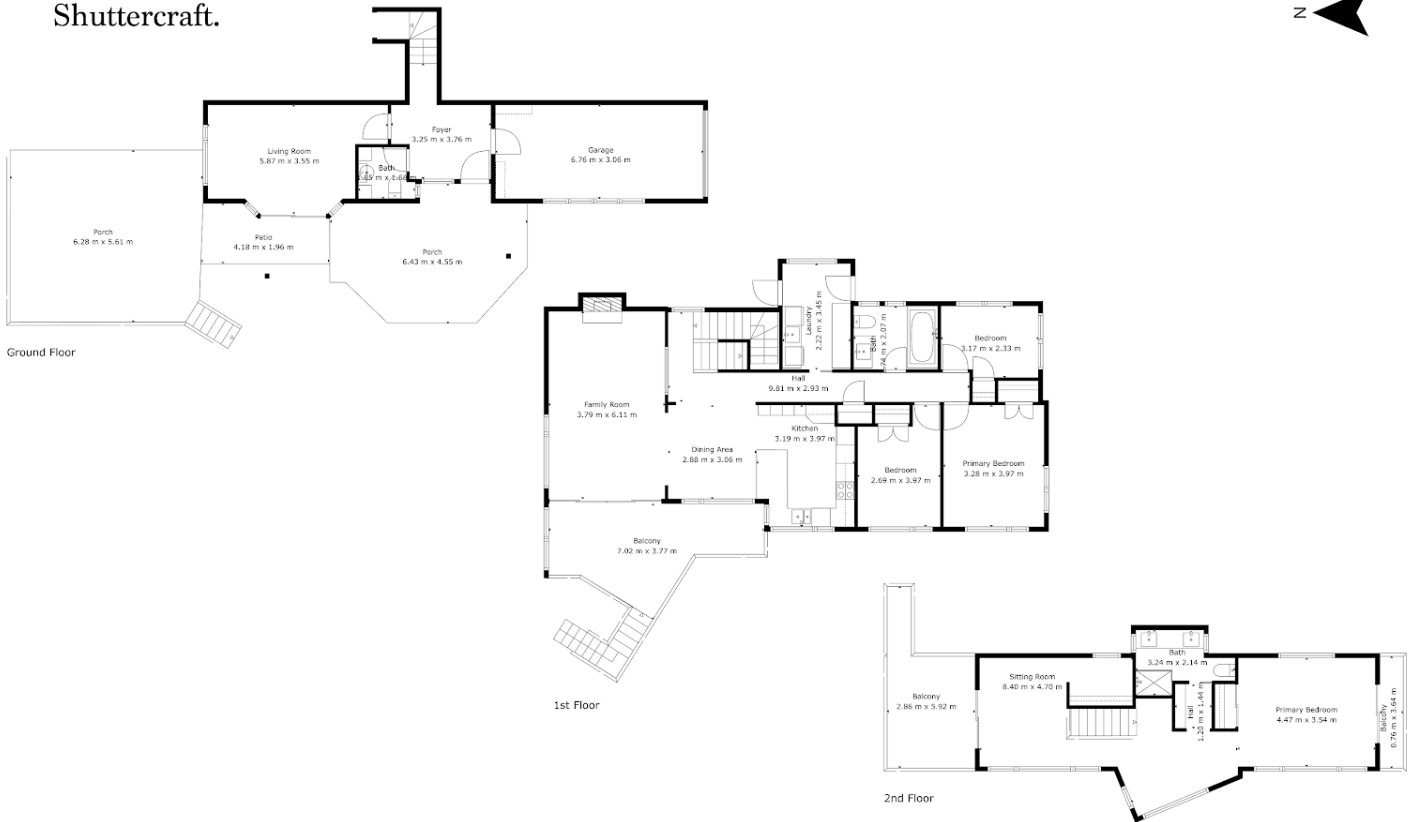 Shuttercraft.
N
Foyer
3.25 m x 3.76 m
Living Room
5.87 m x 3.55 m
Garage
6.76 m x 3.06 m
Bath
Porch
6.28 m x 5.61 m
Patio
4.18 m x 1.96 m
Porch
6.43 m x 4.55 m
Ground Floor
Laundry
2.22 m x 3.45 m
Bath
74 m x 2.07 m
Bedroom
3.17 m x 2.33 m
Hall
9.81 m x 2.93 m
Family Room
3.79 m x 6.11 m
Kitchen
3.19 m x 3.97 m
Dining Area
2.88 m x 3.06 m
Bedroom
2.69 m x 3.97 m
Primary Bedroom
3.28 m x 3.97 m
Balcony
7.02 m x 3.77 m
1st Floor
Bath
3.24 m x 2.14 m
Sitting Room
8.40 m x 4.70 m
Balcony
2.86 m x 5.92 m
Hall
1.20 m x 1.44 m
Primary Bedroom
4.47 m x 3.54 m
Balcony
0.76 m x 3.64 m
2nd Floor